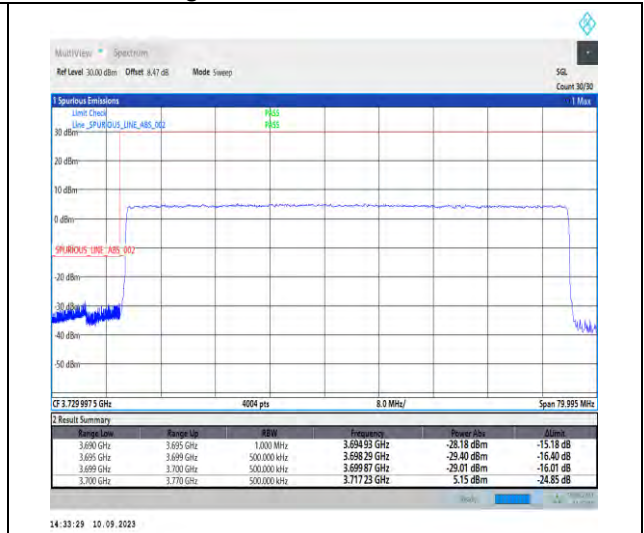 MultiView Spectrum
Ref Level 30.00 dBm Offset 8.47 dB Mode Sweep SGL
Count 30/30
1 Spurious Emissions 1 Max
Limit Check PASS
Line _SPURIOUS_LINE_ABS_002 PASS
30 dBm
20 dBm
10 dBm
0 dBm
SPURIOUS_LINE_ABS_002
-20 dBm
-30 dBm
-40 dBm
-50 dBm
CF 3.729 997 5 GHz 4004 pts 8.0 MHz/ Span 79.995 MHz
2 Result Summary
Range Low Range Up RBW Frequency Power Abs ΔLimit
3.690 GHz 3.695 GHz 1.000 MHz 3.694 93 GHz -28.18 dBm -15.18 dB
3.695 GHz 3.699 GHz 500.000 kHz 3.698 29 GHz -29.40 dBm -16.40 dB
3.699 GHz 3.700 GHz 500.000 kHz 3.699 87 GHz -29.01 dBm -16.01 dB
3.700 GHz 3.770 GHz 500.000 kHz 3.717 23 GHz 5.15 dBm -24.85 dB
14:33:29 10.09.2023